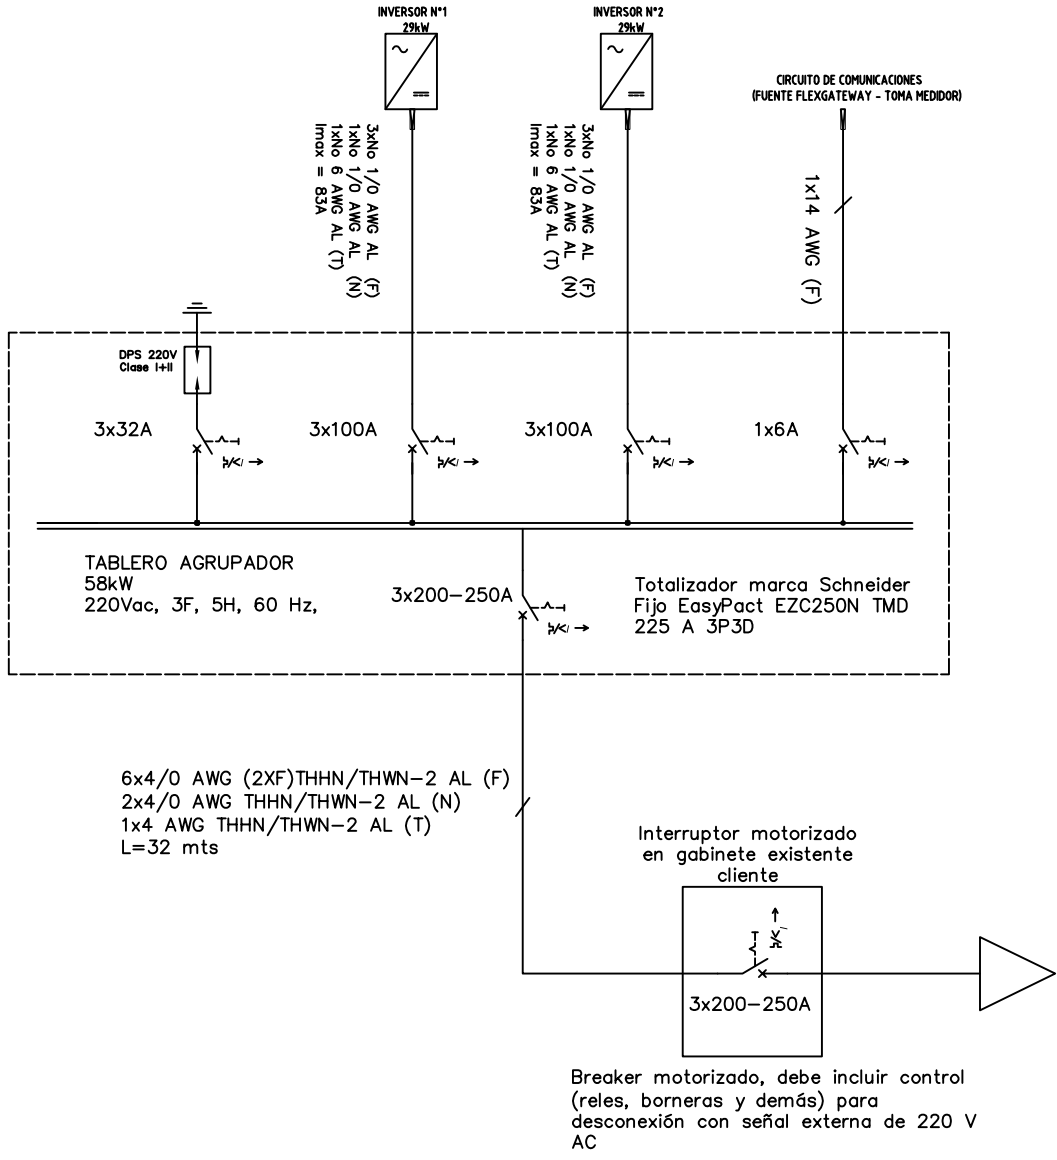 INVERSOR N°1
29kW
INVERSOR N°2
29kW
CIRCUITO DE COMUNICACIONES
(FUENTE FLEXGATEWAY - TOMA MEDIDOR)
3xNo 1/0 AWG AL (F)
1xNo 1/0 AWG AL (N)
1xNo 6 AWG AL (T)
Imax = 83A
3xNo 1/0 AWG AL (F)
1xNo 1/0 AWG AL (N)
1xNo 6 AWG AL (T)
Imax = 83A
1x14 AWG (F)
DPS 220V
Clase I+II
3x32A
3x100A
3x100A
1x6A
TABLERO AGRUPADOR
58kW
220Vac, 3F, 5H, 60 Hz,
3x200-250A
Totalizador marca Schneider
Fijo EasyPact EZC250N TMD
225 A 3P3D
6x4/0 AWG (2XF)THHN/THWN-2 AL (F)
2x4/0 AWG THHN/THWN-2 AL (N)
1x4 AWG THHN/THWN-2 AL (T)
L=32 mts
Interruptor motorizado
en gabinete existente
cliente
3x200-250A
Breaker motorizado, debe incluir control
(reles, borneras y demás) para
desconexión con señal externa de 220 V
AC